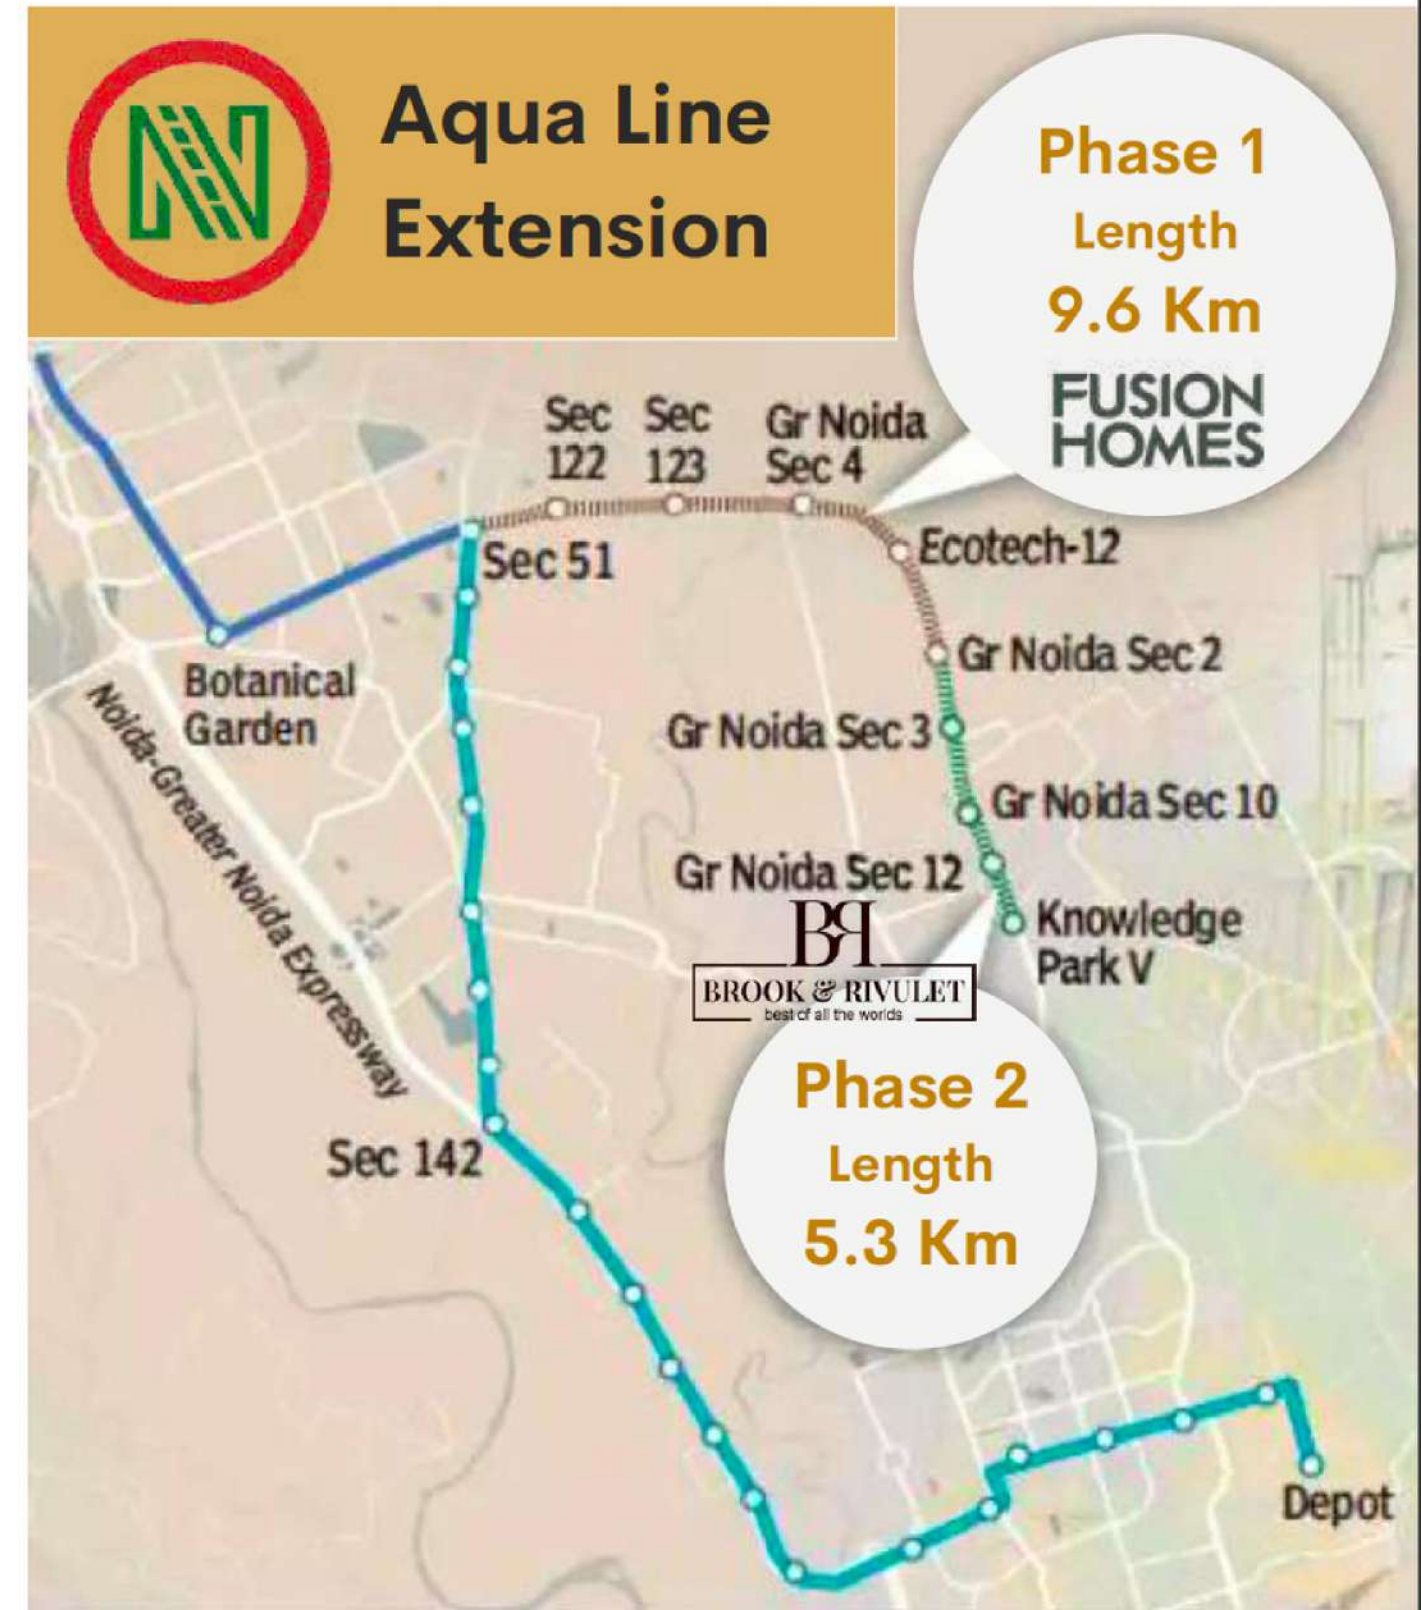 Aqua Line
Extension
Phase 1
Length
9.6 Km
FUSION
HOMES
Sec
122
Sec
123
Gr Noida
Sec 4
Sec 51
Ecotech-12
Botanical
Garden
Gr Noida Sec 2
Noida-Greater Noida Expressway
Gr Noida Sec 3
Gr Noida Sec 10
Gr Noida Sec 12
Knowledge
Park V
BROOK & RIVULET
best of all the worlds
Phase 2
Length
5.3 Km
Sec 142
Depot